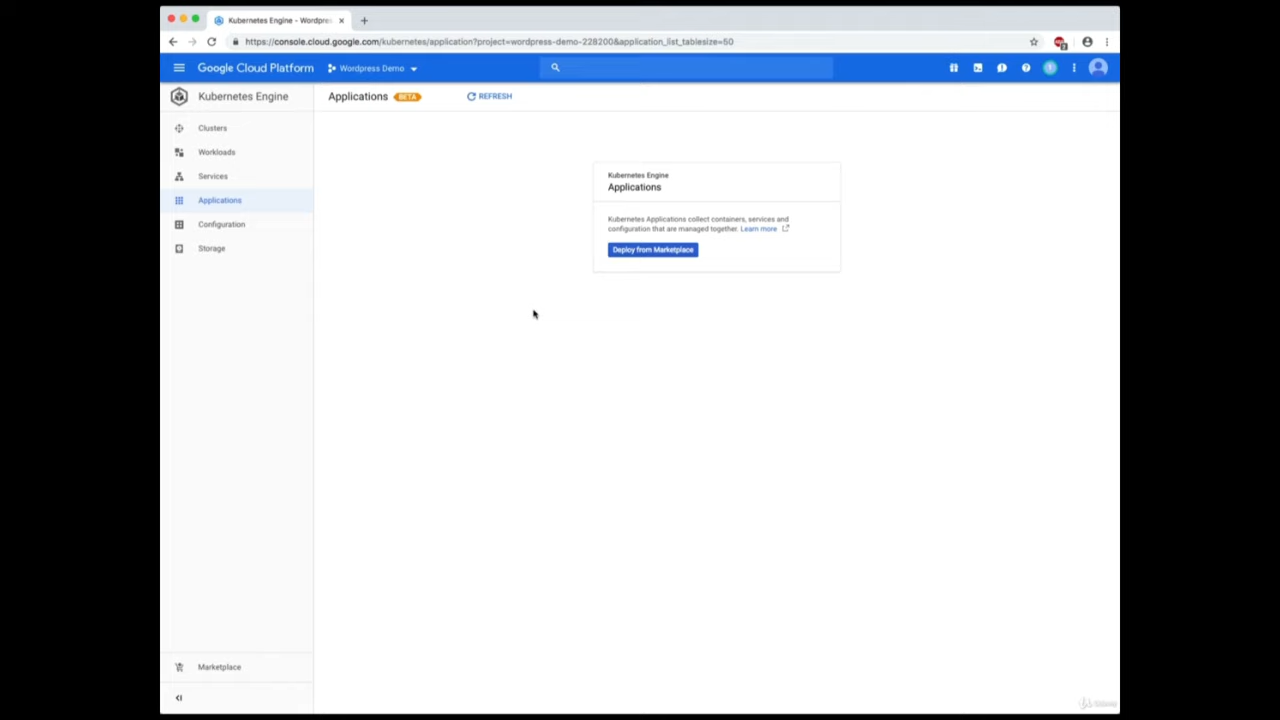 Kubernetes Engine - Wordpres
https://console.cloud.google.com/kubernetes/application?project=wordpress-demo-228200&application_list_tablesize=50
Google Cloud Platform
Wordpress Demo
Kubernetes Engine
Applications BETA
REFRESH
Clusters
Workloads
Services
Applications
Configuration
Storage
Kubernetes Engine
Applications
Kubernetes Applications collect containers, services and
configuration that are managed together. Learn more
Deploy from Marketplace
Marketplace